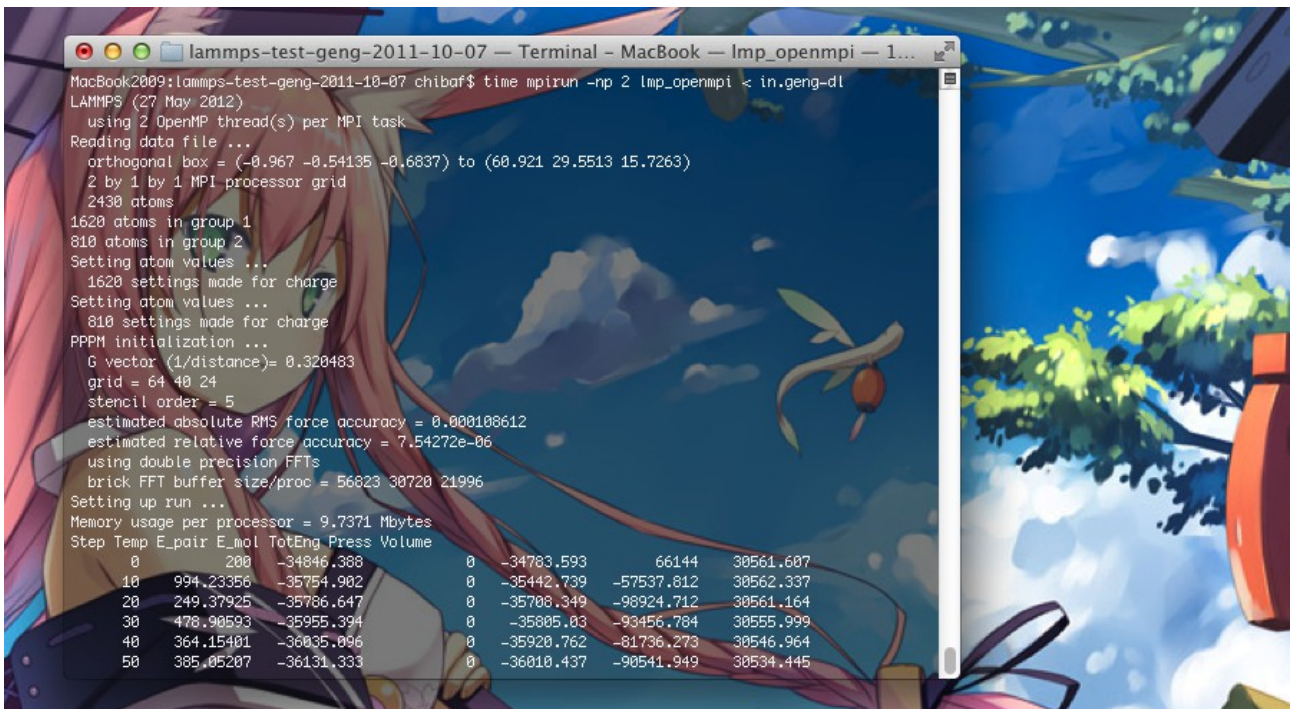 lammps-test-geng-2011-10-07 — Terminal – MacBook — lmp_openmpi — 1...
MacBook2009:lammps-test-geng-2011-10-07 chibaf$ time mpirun -np 2 lmp_openmpi < in.geng-dl
LAMMPS (27 May 2012)
  using 2 OpenMP thread(s) per MPI task
Reading data file ...
  orthogonal box = (-0.967 -0.54135 -0.6837) to (60.921 29.5513 15.7263)
  2 by 1 by 1 MPI processor grid
  2430 atoms
1620 atoms in group 1
810 atoms in group 2
Setting atom values ...
  1620 settings made for charge
Setting atom values ...
  810 settings made for charge
PPPM initialization ...
  G vector (1/distance)= 0.320483
  grid = 64 40 24
  stencil order = 5
  estimated absolute RMS force accuracy = 0.000108612
  estimated relative force accuracy = 7.54272e-06
  using double precision FFTs
  brick FFT buffer size/proc = 56823 30720 21996
Setting up run ...
Memory usage per processor = 9.7371 Mbytes
Step Temp E_pair E_mol TotEng Press Volume
       0          200   -34846.388            0   -34783.593        66144    30561.607
      10    994.23356   -35754.902            0   -35442.739   -57537.812    30562.337
      20    249.37925   -35786.647            0   -35708.349   -98924.712    30561.164
      30    478.90593   -35955.394            0    -35805.03   -93456.784    30555.999
      40    364.15401   -36035.096            0   -35920.762   -81736.273    30546.964
      50    385.05207   -36131.333            0   -36010.437   -90541.949    30534.445